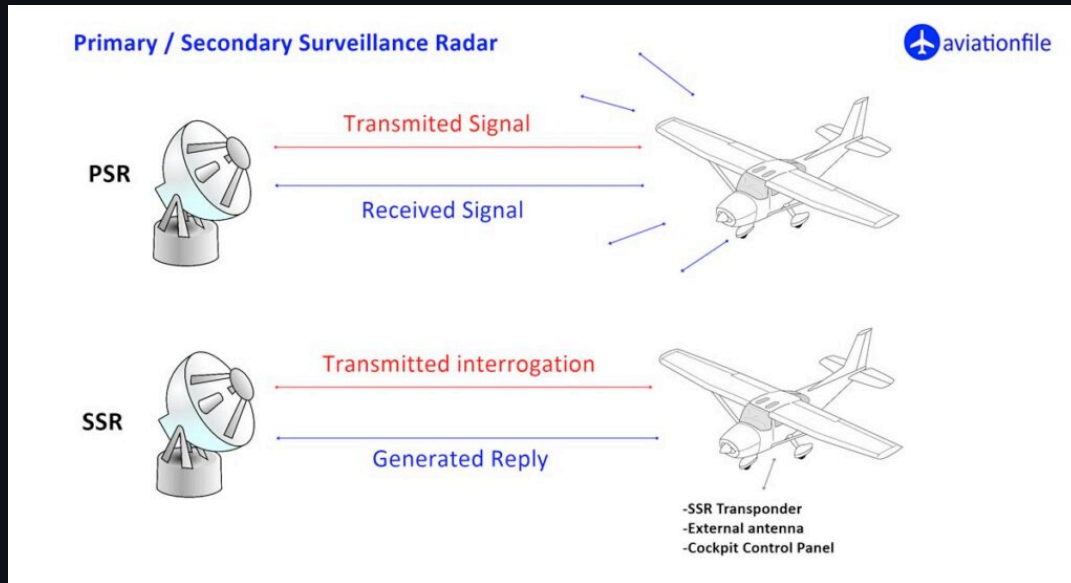 Primary / Secondary Surveillance Radar
aviationfile
PSR
Transmited Signal
Received Signal
SSR
Transmitted interrogation
Generated Reply
-SSR Transponder
-External antenna
-Cockpit Control Panel